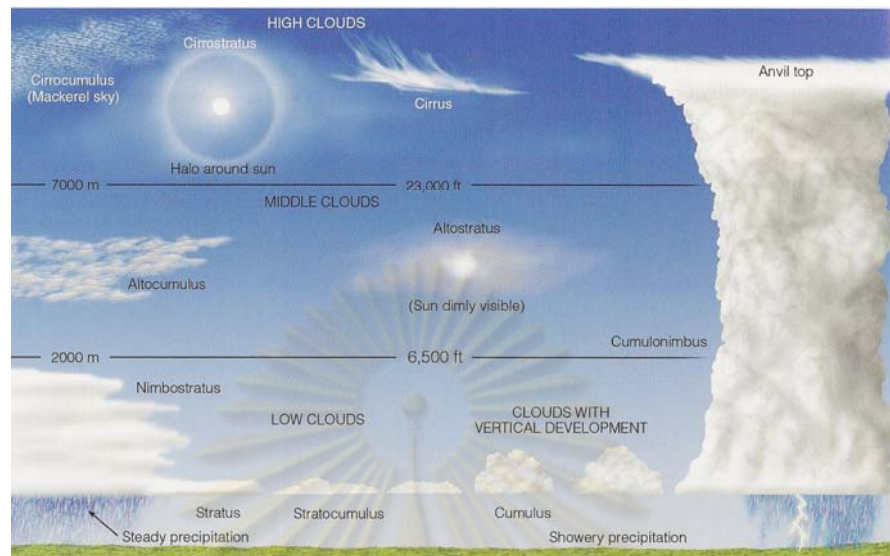 HIGH CLOUDS
Cirrostratus
Cirrocumulus
(Mackerel sky)
Cirrus
Anvil top
Halo around sun
7000 m
23,000 ft
MIDDLE CLOUDS
Altostratus
Altocumulus
(Sun dimly visible)
Cumulonimbus
2000 m
6,500 ft
Nimbostratus
LOW CLOUDS
CLOUDS WITH
VERTICAL DEVELOPMENT
Stratus
Stratocumulus
Cumulus
Steady precipitation
Showery precipitation